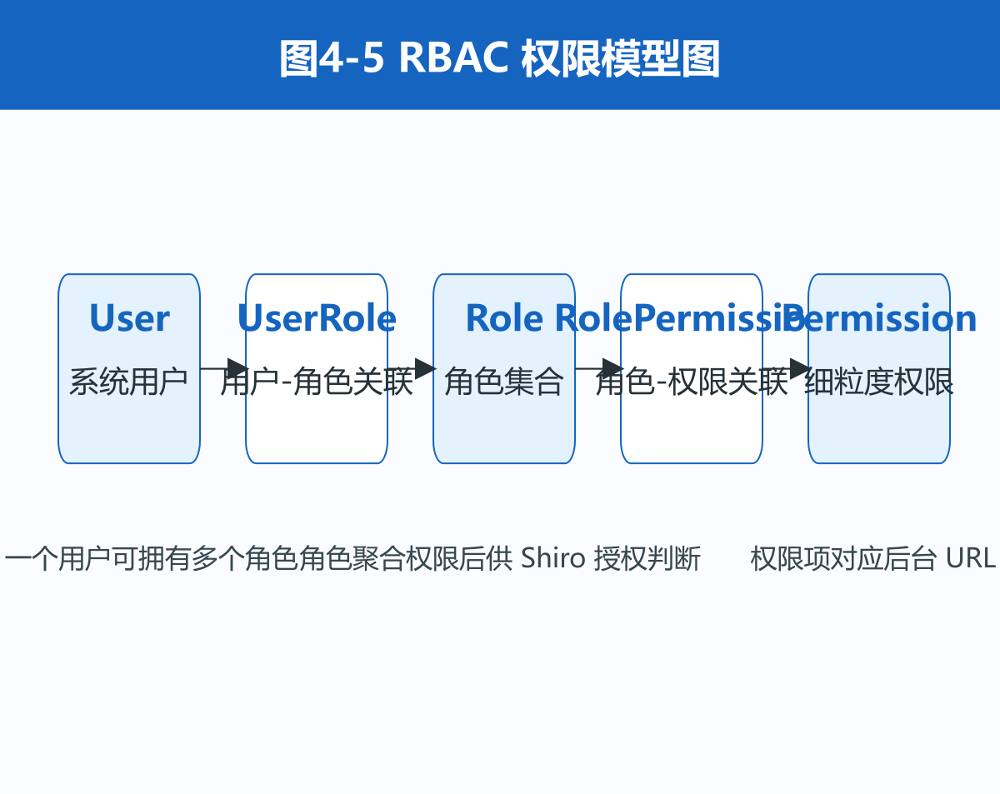 图4-5 RBAC 权限模型图
User
系统用户
UserRole
用户-角色关联
Role
角色集合
RolePermission
角色-权限关联
Permission
细粒度权限
一个用户可拥有多个角色
角色聚合权限后供 Shiro 授权判断
权限项对应后台 URL